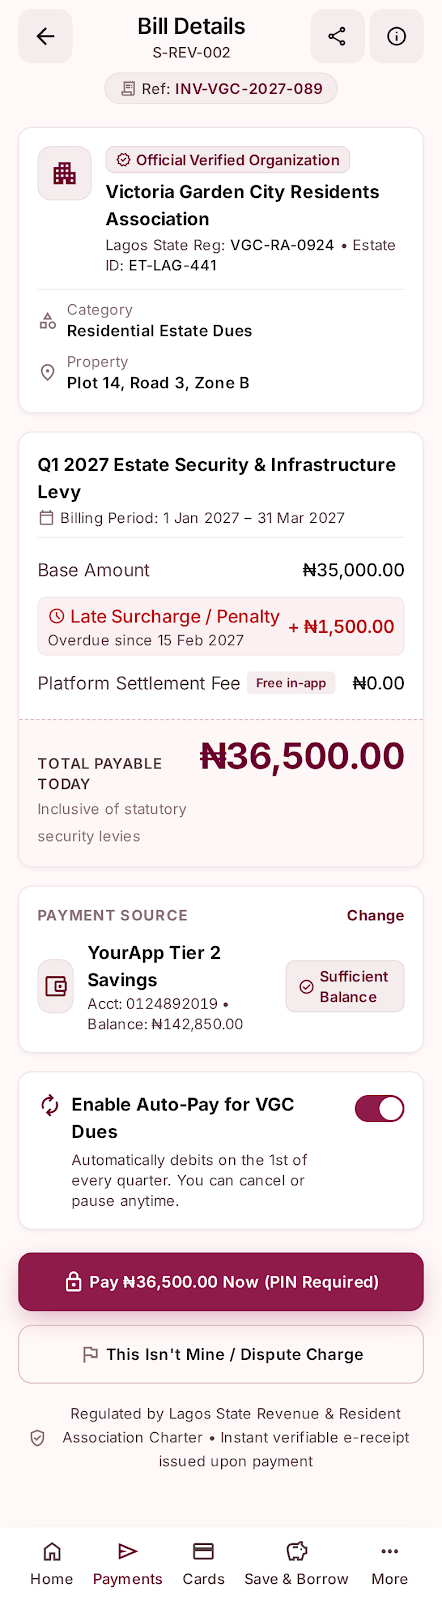 Bill Details
S-REV-002
Ref: INV-VGC-2027-089
Official Verified Organization
Victoria Garden City Residents
Association
Lagos State Reg: VGC-RA-0924 • Estate
ID: ET-LAG-441
Category
Residential Estate Dues
Property
Plot 14, Road 3, Zone B
Q1 2027 Estate Security & Infrastructure
Levy
Billing Period: 1 Jan 2027 – 31 Mar 2027
Base Amount ₦35,000.00
Late Surcharge / Penalty + ₦1,500.00
Overdue since 15 Feb 2027
Platform Settlement Fee Free in-app ₦0.00
TOTAL PAYABLE
TODAY
₦36,500.00
Inclusive of statutory
security levies
PAYMENT SOURCE Change
YourApp Tier 2
Savings
Acct: 0124892019 •
Balance: ₦142,850.00
Sufficient
Balance
Enable Auto-Pay for VGC
Dues
Automatically debits on the 1st of
every quarter. You can cancel or
pause anytime.
Pay ₦36,500.00 Now (PIN Required)
This Isn't Mine / Dispute Charge
Regulated by Lagos State Revenue & Resident
Association Charter • Instant verifiable e-receipt
issued upon payment
Home Payments Cards Save & Borrow More